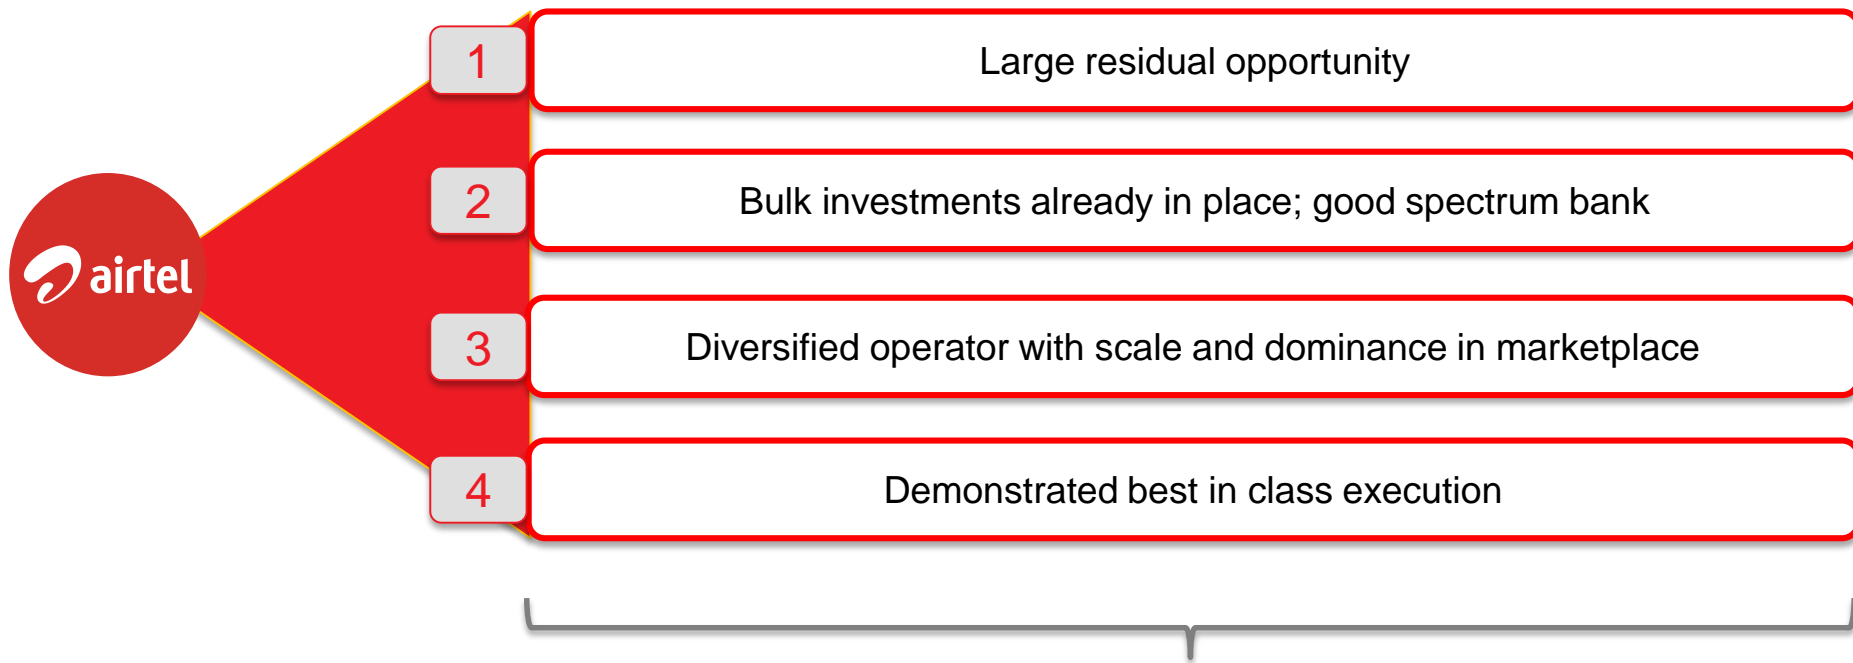 1
Large residual opportunity
2
Bulk investments already in place; good spectrum bank
airtel
3
Diversified operator with scale and dominance in marketplace
4
Demonstrated best in class execution